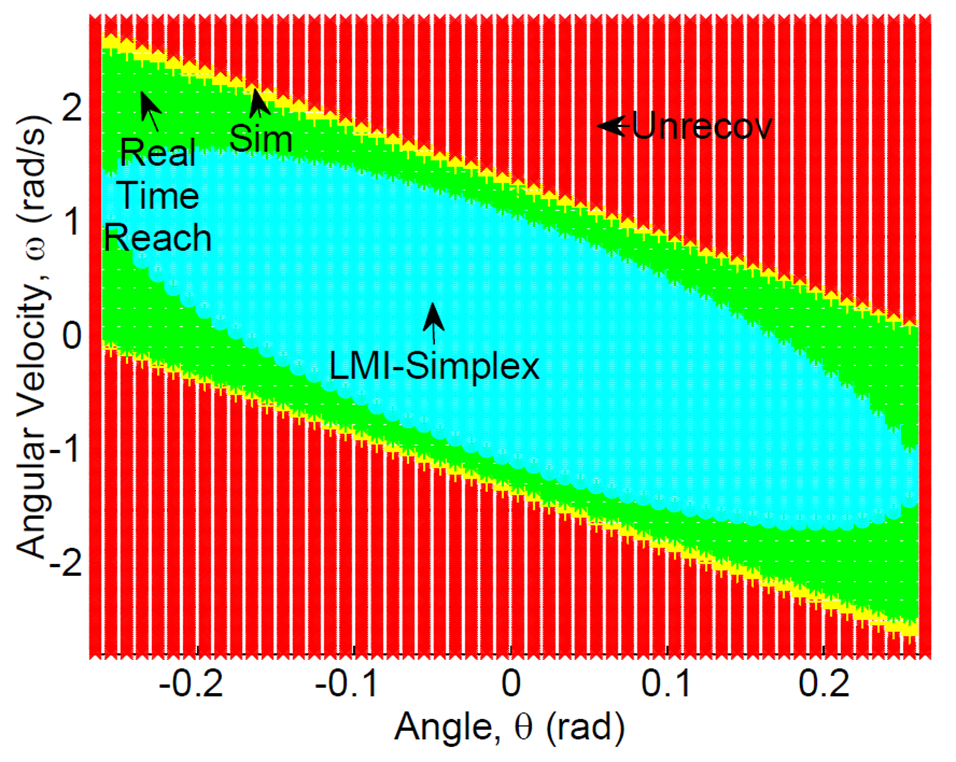 2
1
0
-1
-2
Angular Velocity, ω (rad/s)
Real
Time
Reach
Sim
Unrecov
LMI-Simplex
-0.2
-0.1
0
0.1
0.2
Angle, θ (rad)